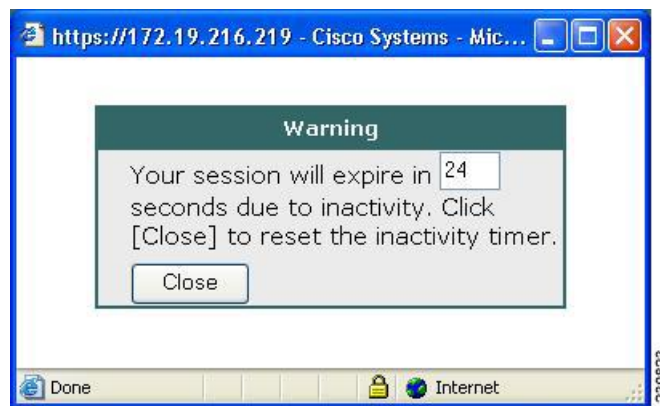 https://172.19.216.219 - Cisco Systems - Mic...
Warning
Your session will expire in 24
seconds due to inactivity. Click
[Close] to reset the inactivity timer.
Close
Done
Internet